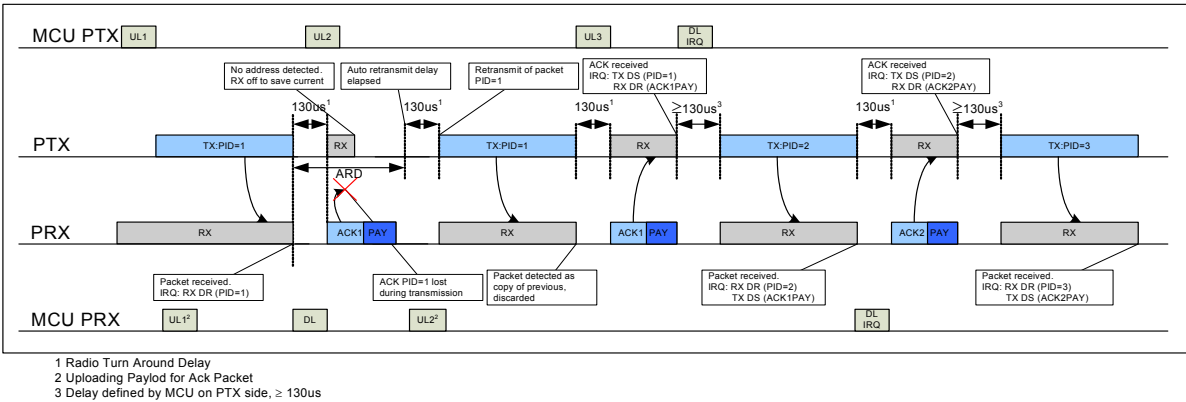 MCU PTX
UL1
UL2
UL3
DL
IRQ
No address detected.
RX off to save current
Auto retransmit delay
elapsed
Retransmit of packet
PID=1
ACK received
IRQ: TX DS (PID=1)
RX DR (ACK1PAY)
ACK received
IRQ: TX DS (PID=2)
RX DR (ACK2PAY)
130us1
130us1
130us1
≥130us3
130us1
≥130us3
PTX
TX:PID=1
RX
TX:PID=1
RX
TX:PID=2
RX
TX:PID=3
ARD
PRX
RX
ACK1
PAY
RX
ACK1
PAY
RX
ACK2
PAY
RX
Packet received.
IRQ: RX DR (PID=1)
ACK PID=1 lost
during transmission
Packet detected as
copy of previous,
discarded
Packet received.
IRQ: RX DR (PID=2)
TX DS (ACK1PAY)
Packet received.
IRQ: RX DR (PID=3)
TX DS (ACK2PAY)
MCU PRX
UL1²
DL
UL2²
DL
IRQ
1 Radio Turn Around Delay
2 Uploading Paylod for Ack Packet
3 Delay defined by MCU on PTX side, ≥ 130us